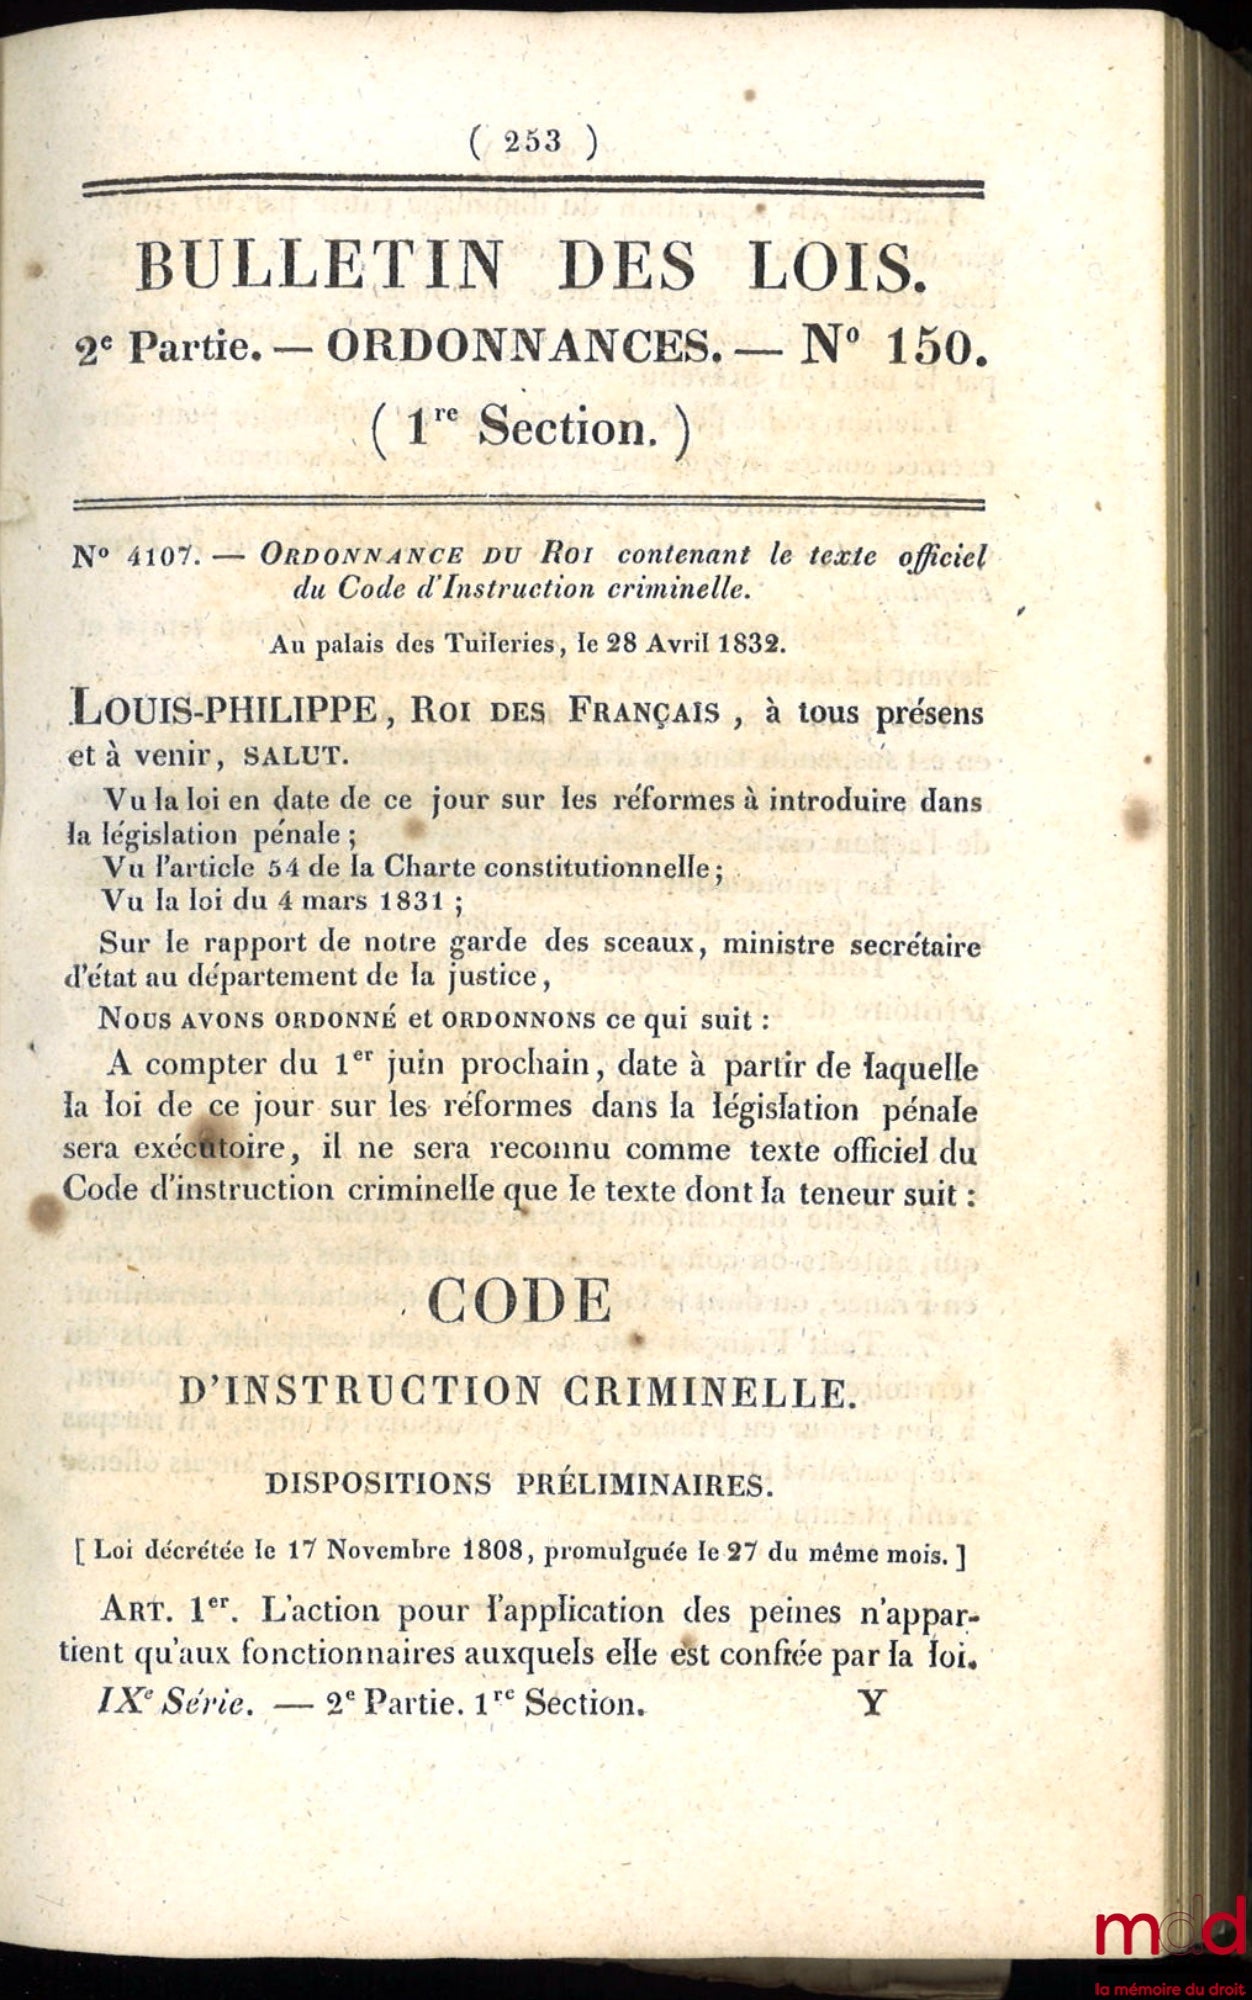 ( 253 )
BULLETIN DES LOIS.
2e Partie. — ORDONNANCES. — No 150.
( 1re Section. )
No 4107. — ORDONNANCE DU ROI contenant le texte officiel
du Code d'Instruction criminelle.
Au palais des Tuileries, le 28 Avril 1832.
LOUIS-PHILIPPE, ROI DES FRANÇAIS, à tous présens
et à venir, SALUT.
Vu la loi en date de ce jour sur les réformes à introduire dans
la législation pénale ;
Vu l'article 54 de la Charte constitutionnelle ;
Vu la loi du 4 mars 1831 ;
Sur le rapport de notre garde des sceaux, ministre secrétaire
d'état au département de la justice,
NOUS AVONS ORDONNÉ et ORDONNONS ce qui suit :
A compter du 1er juin prochain, date à partir de laquelle
la loi de ce jour sur les réformes dans la législation pénale
sera exécutoire, il ne sera reconnu comme texte officiel du
Code d'instruction criminelle que le texte dont la teneur suit :
CODE
D'INSTRUCTION CRIMINELLE.
DISPOSITIONS PRÉLIMINAIRES.
[ Loi décrétée le 17 Novembre 1808, promulguée le 27 du même mois. ]
ART. 1er. L'action pour l'application des peines n'appar-
tient qu'aux fonctionnaires auxquels elle est confiée par la loi.
IXe Série. — 2e Partie. 1re Section. Y
mdd
la mémoire du droit